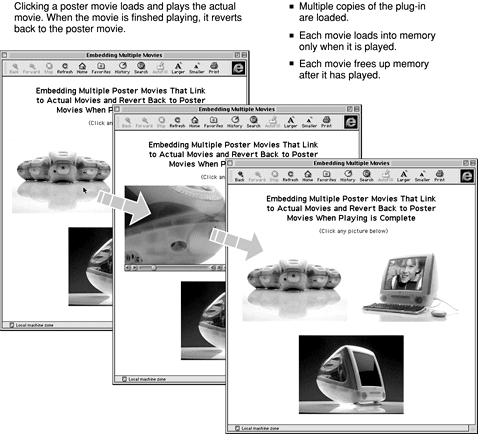 Clicking a poster movie loads and plays the actual
movie. When the movie is finshed playing, it reverts
back to the poster movie.
Multiple copies of the plug-in
are loaded.
Each movie loads into memory
only when it is played.
Each movie frees up memory
after it has played.
Embedding Multiple Movies
Back Forward Stop Refresh Home Favorites History Search AutoFill Larger Smaller Print
Embedding Multiple Poster Movies That Link
to Actual Movies and Revert Back to Poster
Movies When P
(Click an
Local machine zone
Embedding Multiple Movies
Back Forward Stop Refresh Home Favorites History Search AutoFill Larger Smaller Print
Embedding Multiple Poster Movies That Link
to Actual Movies and Revert Back to Poster
Movies When P
(Click an
Local machine zone
Embedding Multiple Movies
Back Forward Stop Refresh Home Favorites History Search AutoFill Larger Smaller Print
Embedding Multiple Poster Movies That Link
to Actual Movies and Revert Back to Poster
Movies When Playing is Complete
(Click any picture below)
Local machine zone